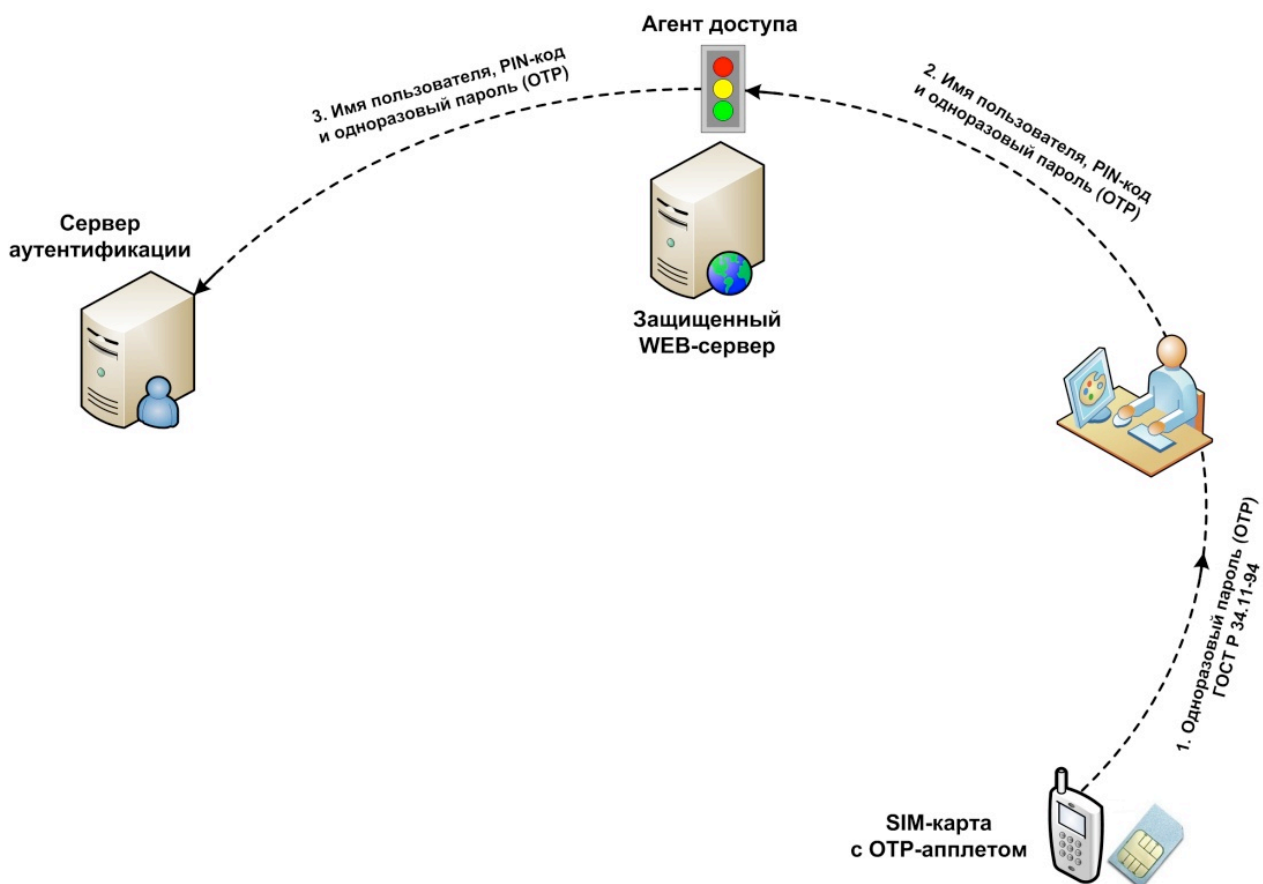 Агент доступа
3. Имя пользователя, PIN-код
и одноразовый пароль (OTP)
2. Имя пользователя, PIN-код
и одноразовый пароль (OTP)
Сервер
аутентификации
Защищенный
WEB-сервер
1. Одноразовый пароль (OTP)
ГОСТ Р 34.11-94
SIM-карта
с OTP-апплетом